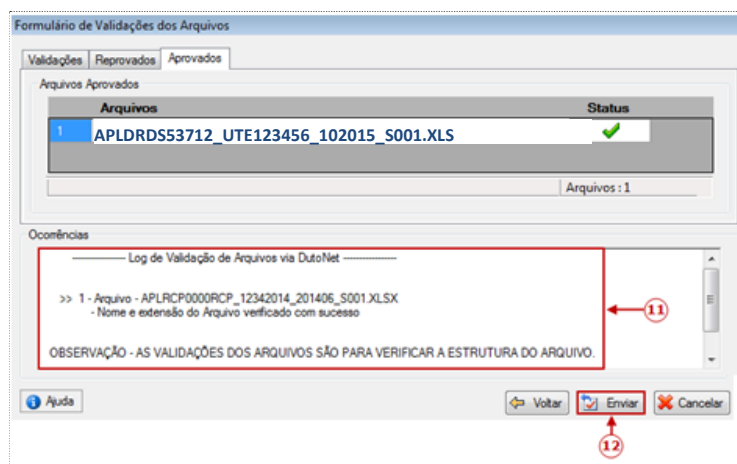 Formulário de Validações dos Arquivos
Validações Reprovados Aprovados
Arquivos Aprovados
Arquivos Status
1 APLDRDS53712_UTE123456_102015_S001.XLS
Arquivos : 1
Ocorrências
--------------- Log de Validação de Arquivos via DutoNet ---------------
>> 1 - Arquivo - APLRCP0000RCP_12342014_201406_S001.XLSX
- Nome e extensão do Arquivo verificado com sucesso
11
OBSERVAÇÃO - AS VALIDAÇÕES DOS ARQUIVOS SÃO PARA VERIFICAR A ESTRUTURA DO ARQUIVO.
Ajuda Voltar Enviar Cancelar
12